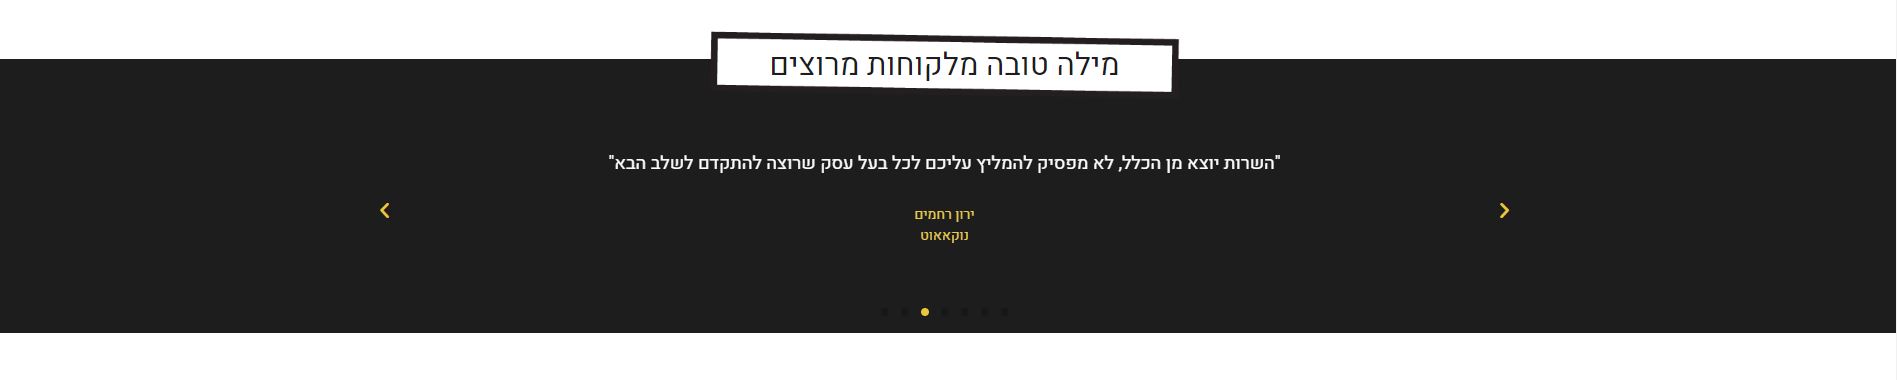 מילה טובה מלקוחות מרוצים
"השרות יוצא מן הכלל, לא מפסיק להמליץ עליכם לכל בעל עסק שרוצה להתקדם לשלב הבא"
ירון רחמים
נוקאאוט